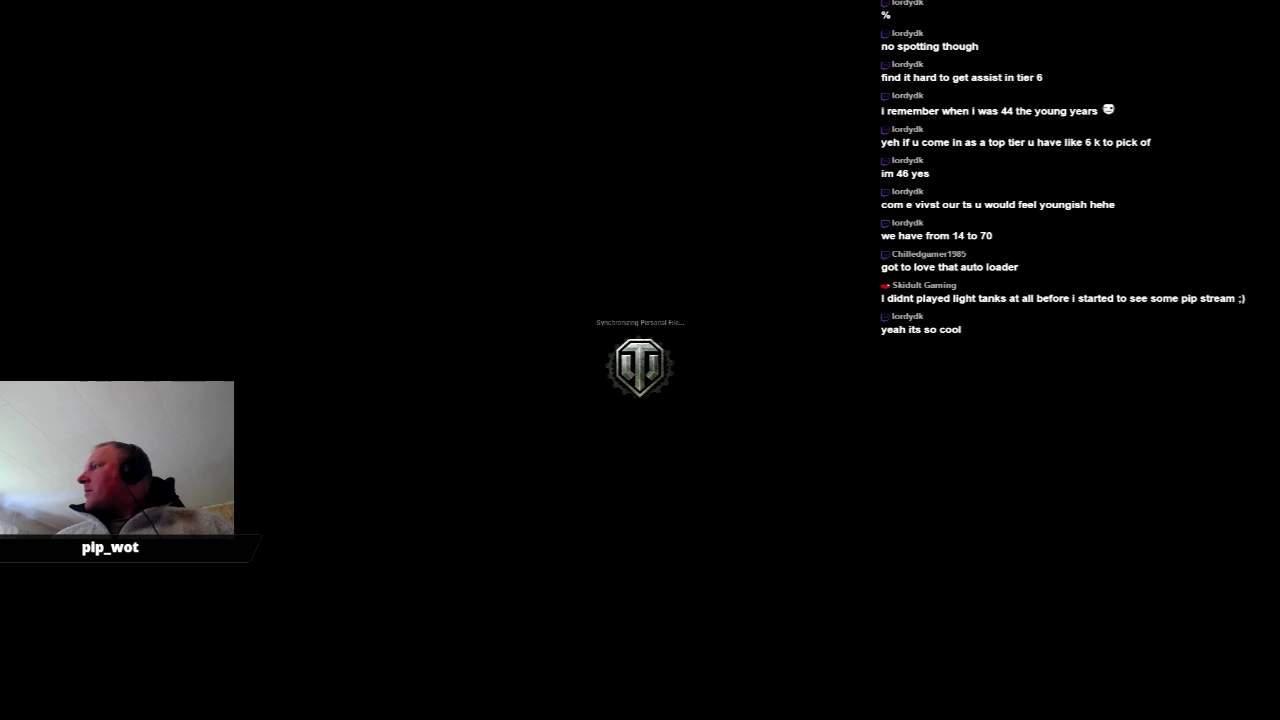 lordydk
%
lordydk
no spotting though
lordydk
find it hard to get assist in tier 6
lordydk
i remember when i was 44 the young years
lordydk
yeh if u come in as a top tier u have like 6 k to pick of
lordydk
im 46 yes
lordydk
com e vivst our ts u would feel youngish hehe
lordydk
we have from 14 to 70
Chilledgamer1985
got to love that auto loader
Skidult Gaming
I didnt played light tanks at all before i started to see some pip stream ;)
lordydk
yeah its so cool
Synchronizing Personal File...
pip_wot